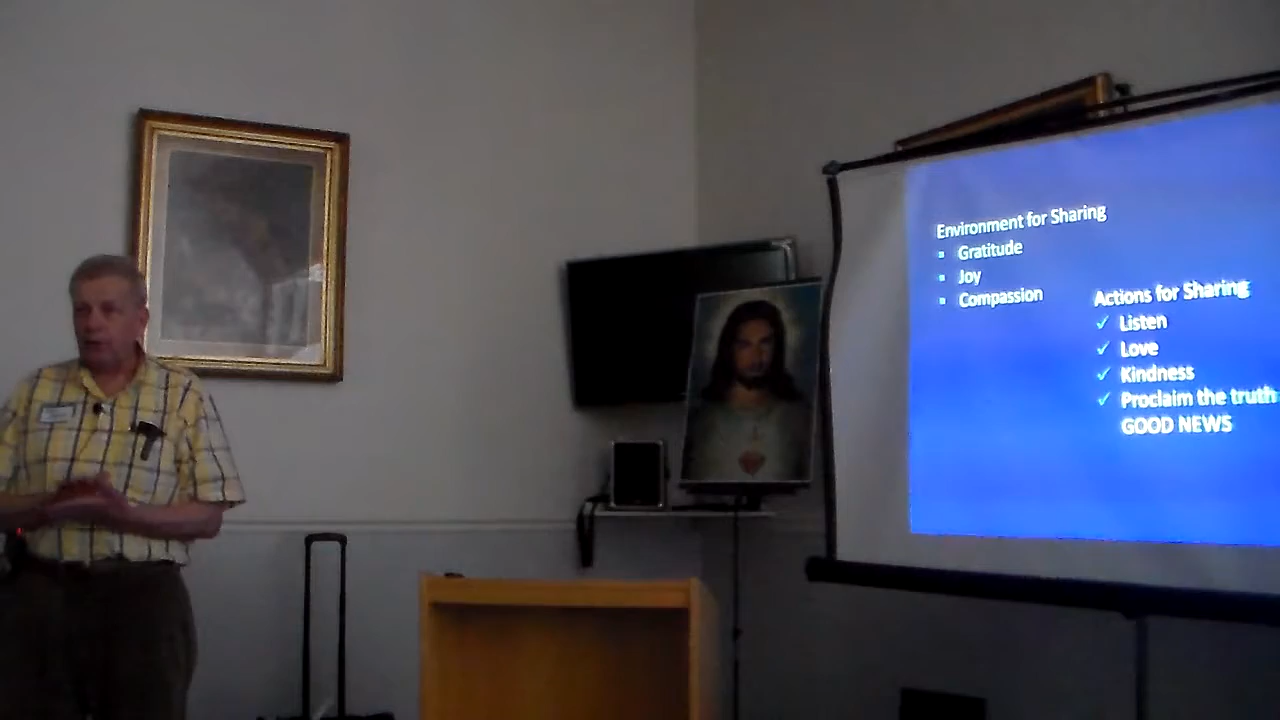 Environment for Sharing
▪ Gratitude
▪ Joy
▪ Compassion
Actions for Sharing
✓ Listen
✓ Love
✓ Kindness
✓ Proclaim the truth
GOOD NEWS